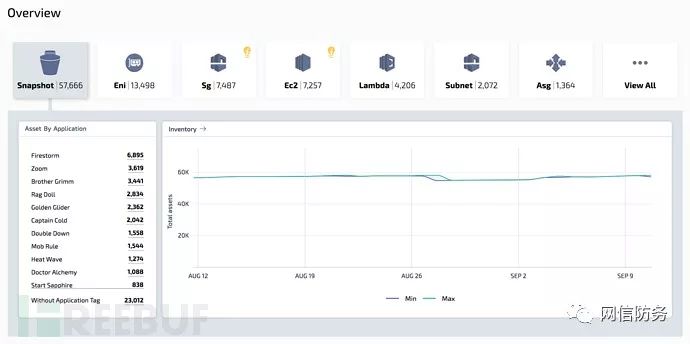 Overview
Snapshot | 57,666
Eni | 13,498
Sg | 7,487
Ec2 | 7,257
Lambda | 4,206
Subnet | 2,072
Asg | 1,364
View All
Asset By Application
Firestorm 6,895
Zoom 3,619
Brother Grimm 3,441
Rag Doll 2,834
Golden Glider 2,362
Captain Cold 2,042
Double Down 1,558
Mob Rule 1,544
Heat Wave 1,274
Doctor Alchemy 1,088
Start Sapphire 838
Without Application Tag 23,012
Inventory →
Total assets
60K
40K
20K
AUG 12
AUG 19
AUG 26
SEP 2
SEP 9
Min
Max
REEBUF
网信防务